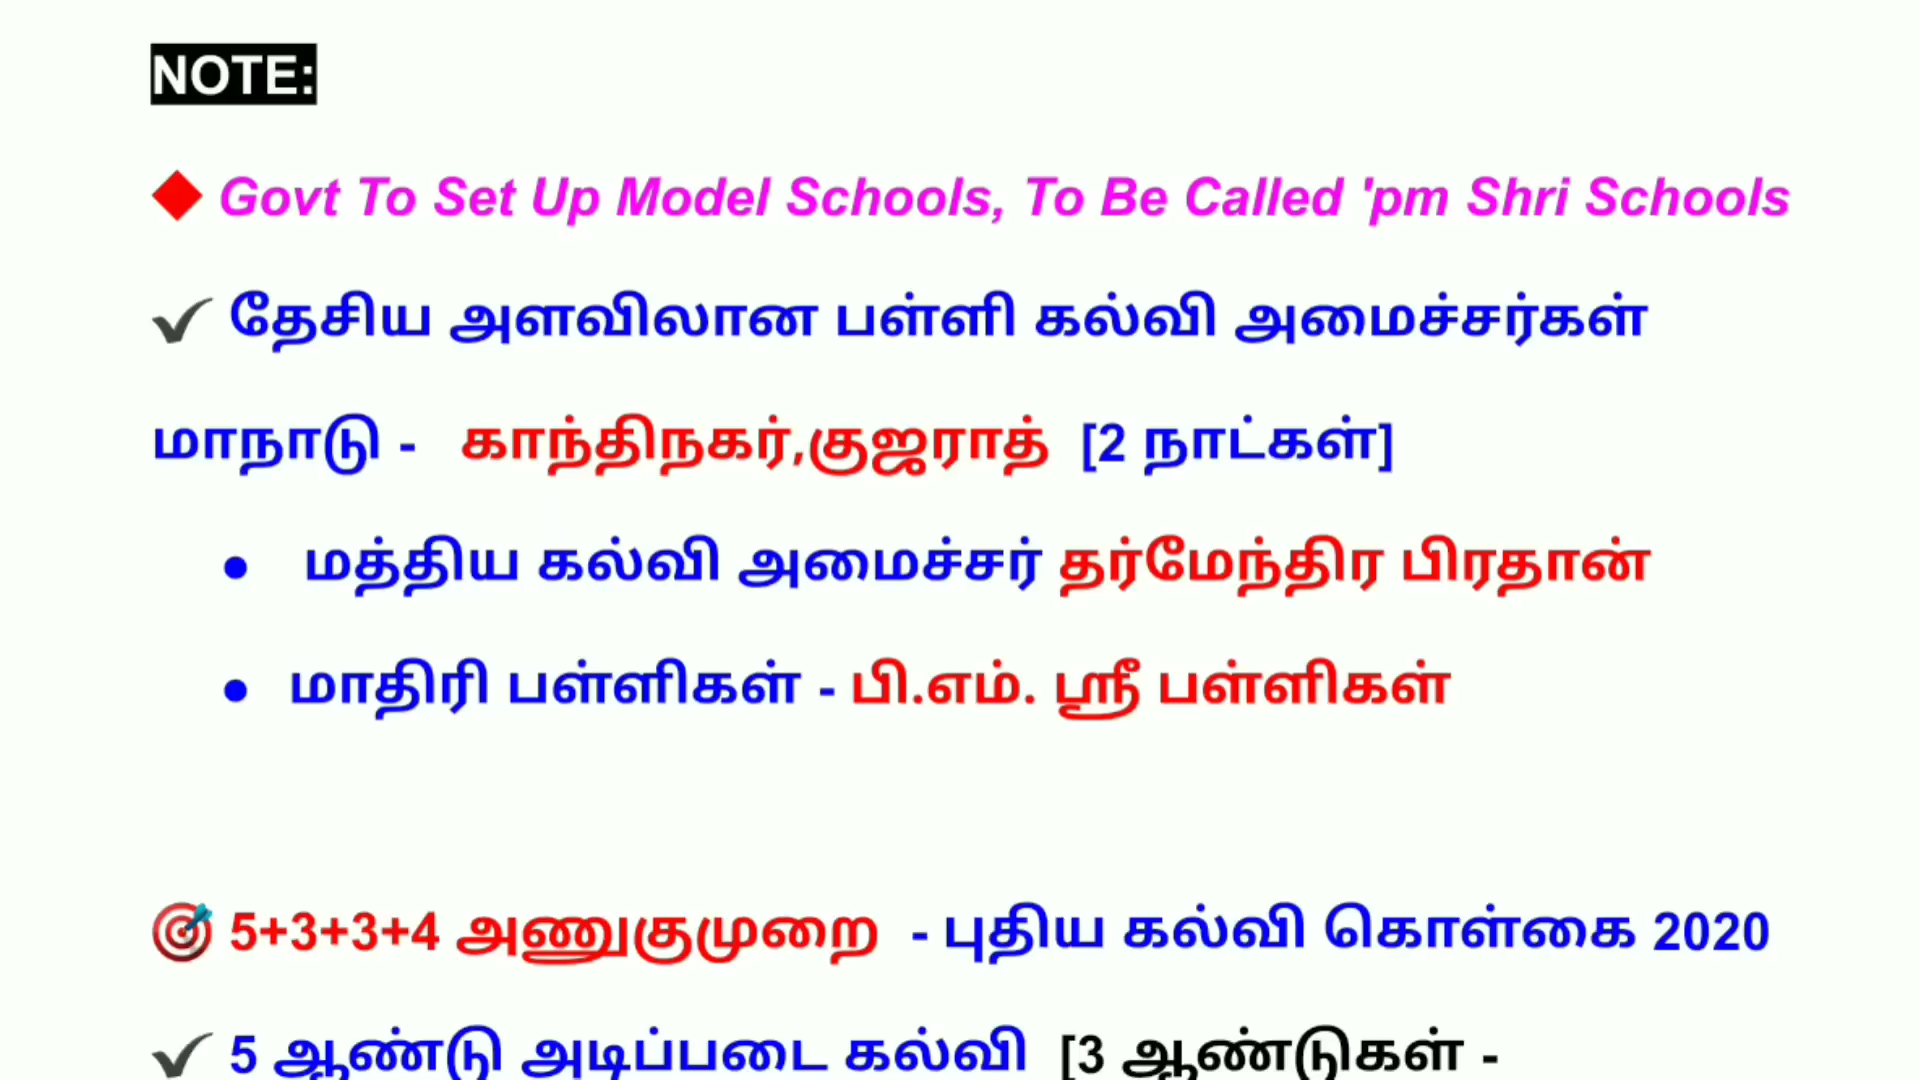 NOTE:
Govt To Set Up Model Schools, To Be Called 'pm Shri Schools
தேசிய அளவிலான பள்ளி கல்வி அமைச்சர்கள்
மாநாடு - காந்திநகர்,குஜராத் [2 நாட்கள்]
மத்திய கல்வி அமைச்சர் தர்மேந்திர பிரதான்
மாதிரி பள்ளிகள் - பி.எம். ஸ்ரீ பள்ளிகள்
5+3+3+4 அணுகுமுறை - புதிய கல்வி கொள்கை 2020
5 ஆண்டு அடிப்படை கல்வி [3 ஆண்டுகள் -